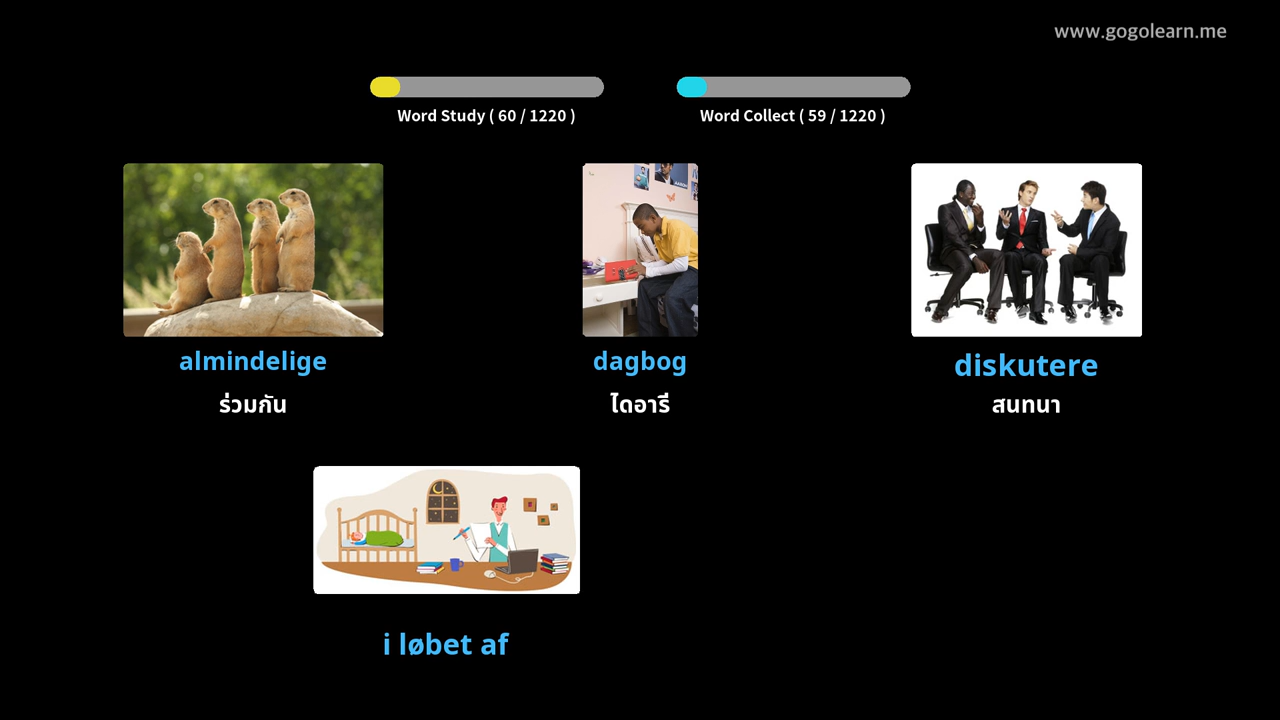 www.gogolearn.me
Word Study ( 60 / 1220 )
Word Collect ( 59 / 1220 )
almindelige
ร่วมกัน
dagbog
ไดอารี
diskutere
สนทนา
i løbet af